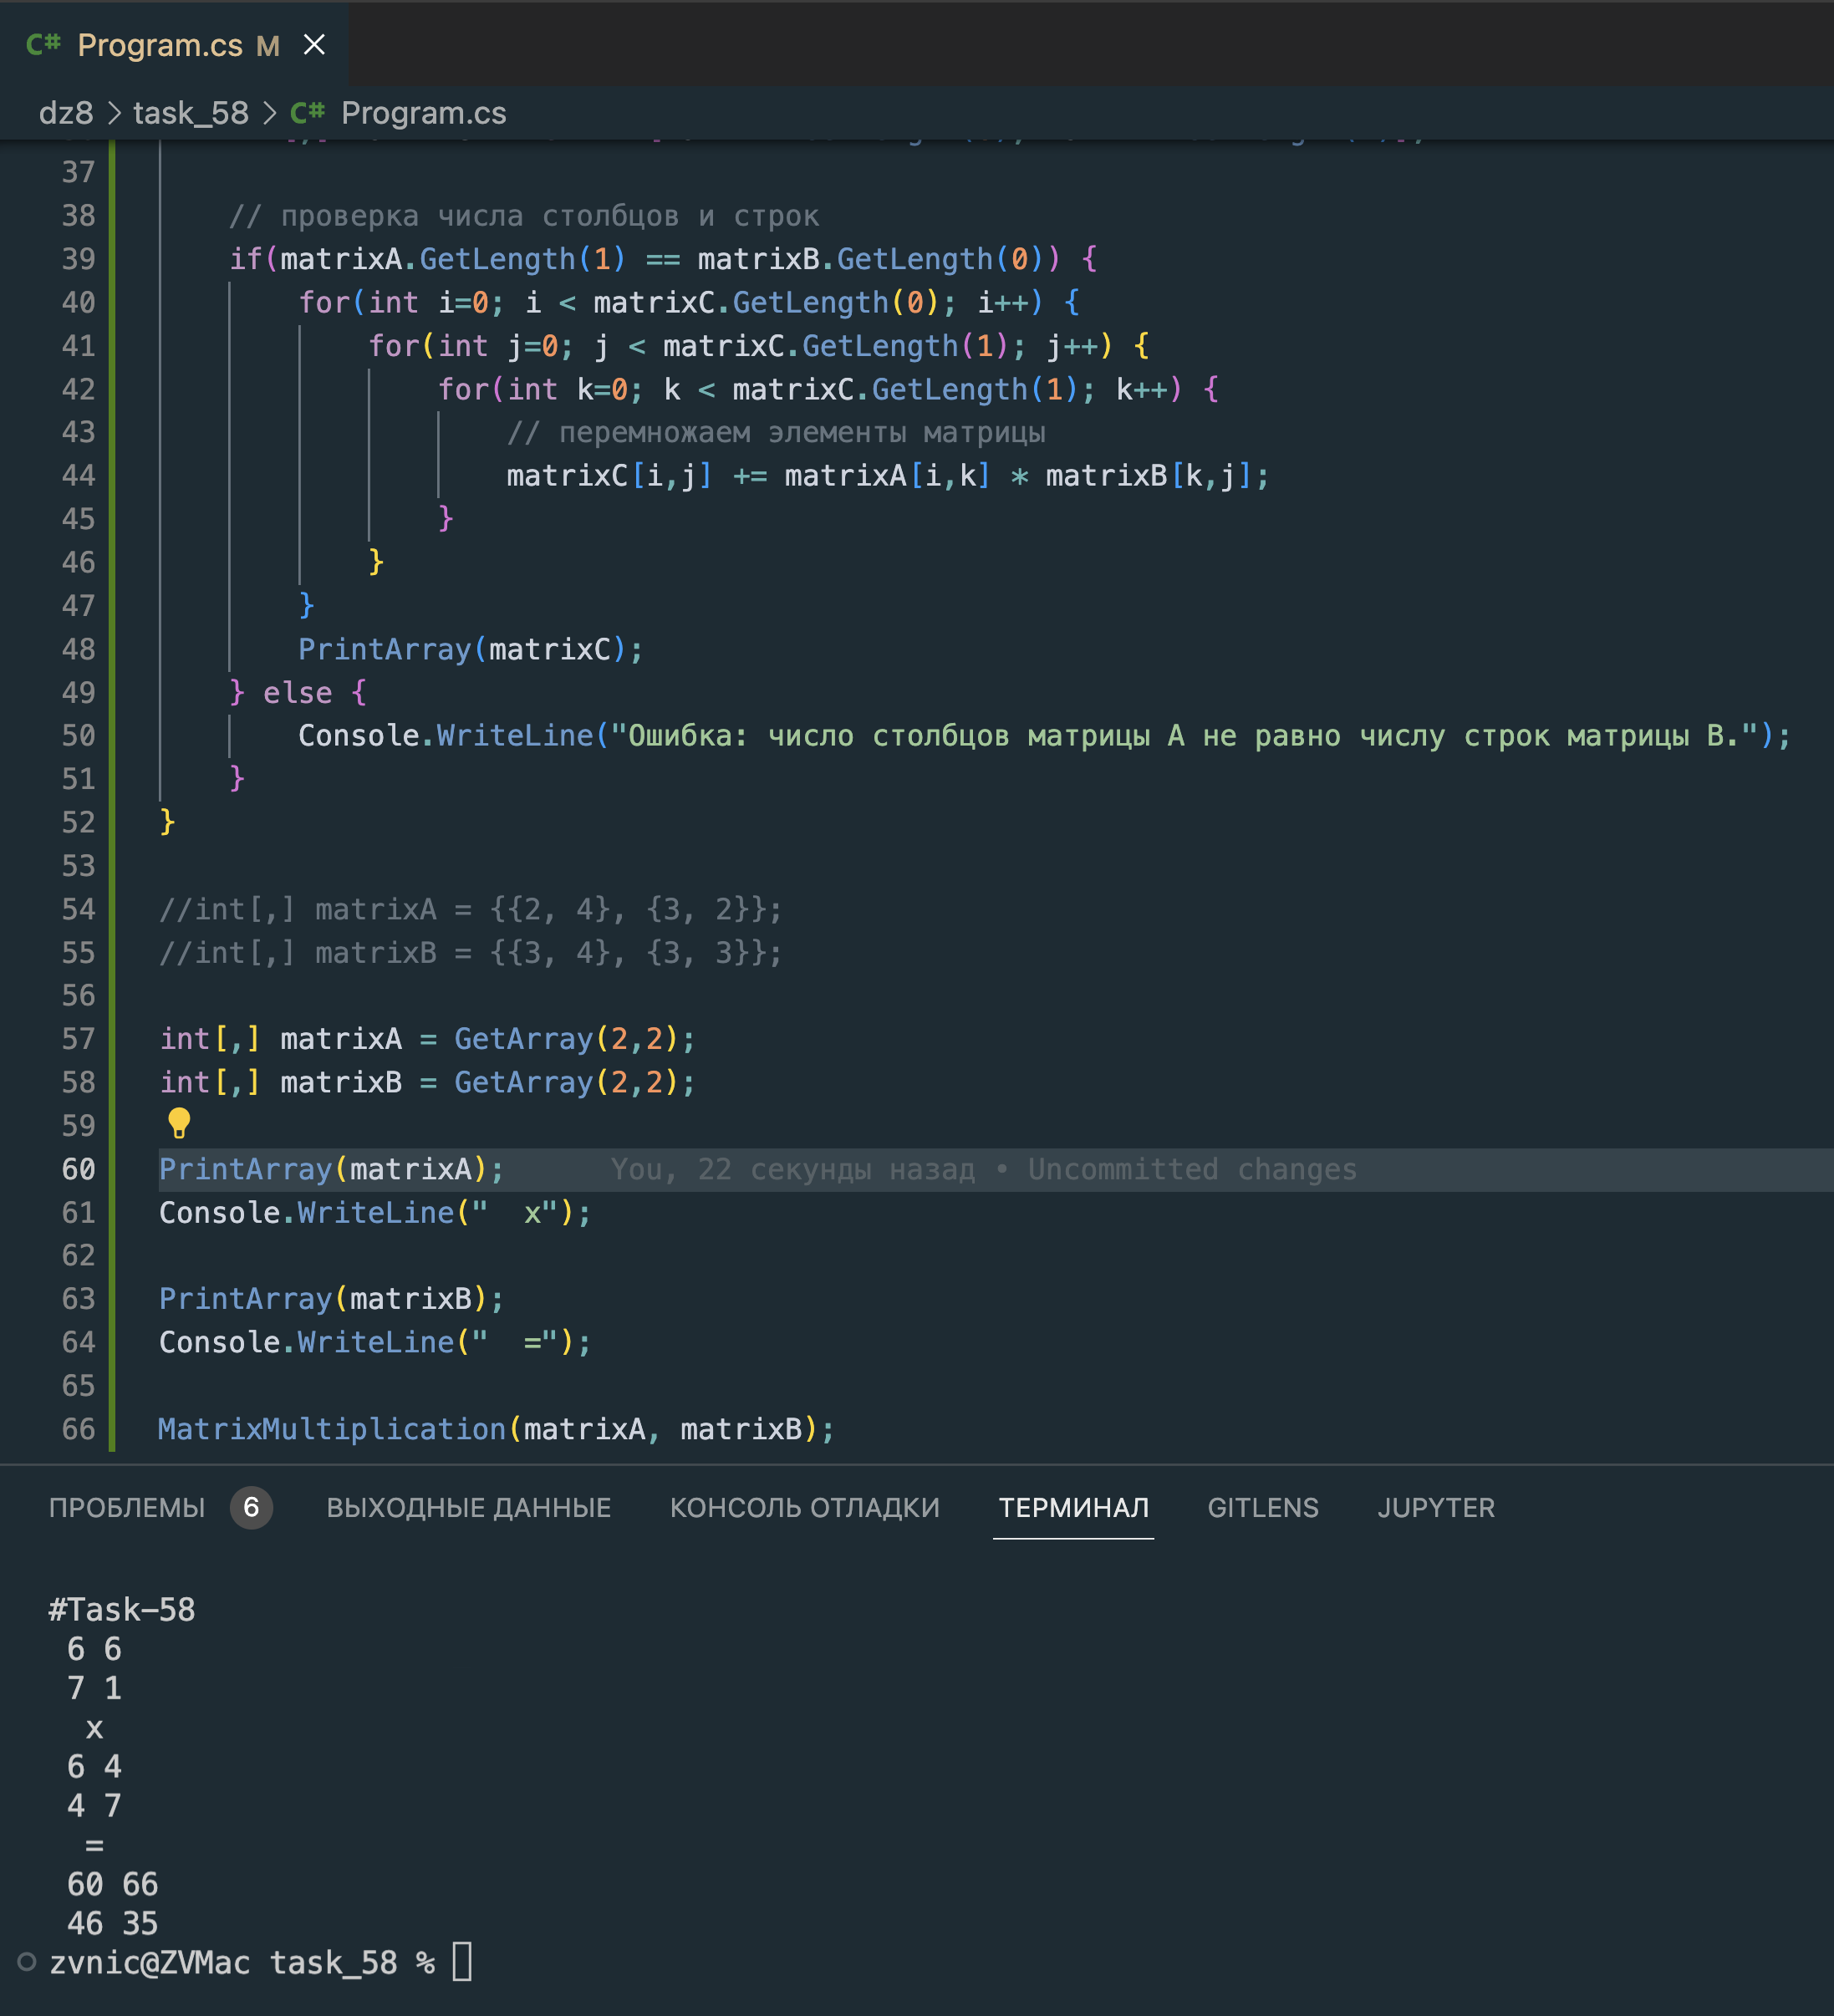 C# Program.cs M
dz8 > task_58 > C# Program.cs
37
38 // проверка числа столбцов и строк
39 if(matrixA.GetLength(1) == matrixB.GetLength(0)) {
40 for(int i=0; i < matrixC.GetLength(0); i++) {
41 for(int j=0; j < matrixC.GetLength(1); j++) {
42 for(int k=0; k < matrixC.GetLength(1); k++) {
43 // перемножаем элементы матрицы
44 matrixC[i,j] += matrixA[i,k] * matrixB[k,j];
45 }
46 }
47 }
48 PrintArray(matrixC);
49 } else {
50 Console.WriteLine("Ошибка: число столбцов матрицы А не равно числу строк матрицы В.");
51 }
52 }
53
54 //int[,] matrixA = {{2, 4}, {3, 2}};
55 //int[,] matrixB = {{3, 4}, {3, 3}};
56
57 int[,] matrixA = GetArray(2,2);
58 int[,] matrixB = GetArray(2,2);
59
60 PrintArray(matrixA); You, 22 секунды назад • Uncommitted changes
61 Console.WriteLine("  x");
62
63 PrintArray(matrixB);
64 Console.WriteLine("  =");
65
66 MatrixMultiplication(matrixA, matrixB);
ПРОБЛЕМЫ 6 ВЫХОДНЫЕ ДАННЫЕ КОНСОЛЬ ОТЛАДКИ ТЕРМИНАЛ GITLENS JUPYTER
#Task-58
6 6
7 1
x
6 4
4 7
=
60 66
46 35
zvnic@ZVMac task_58 %